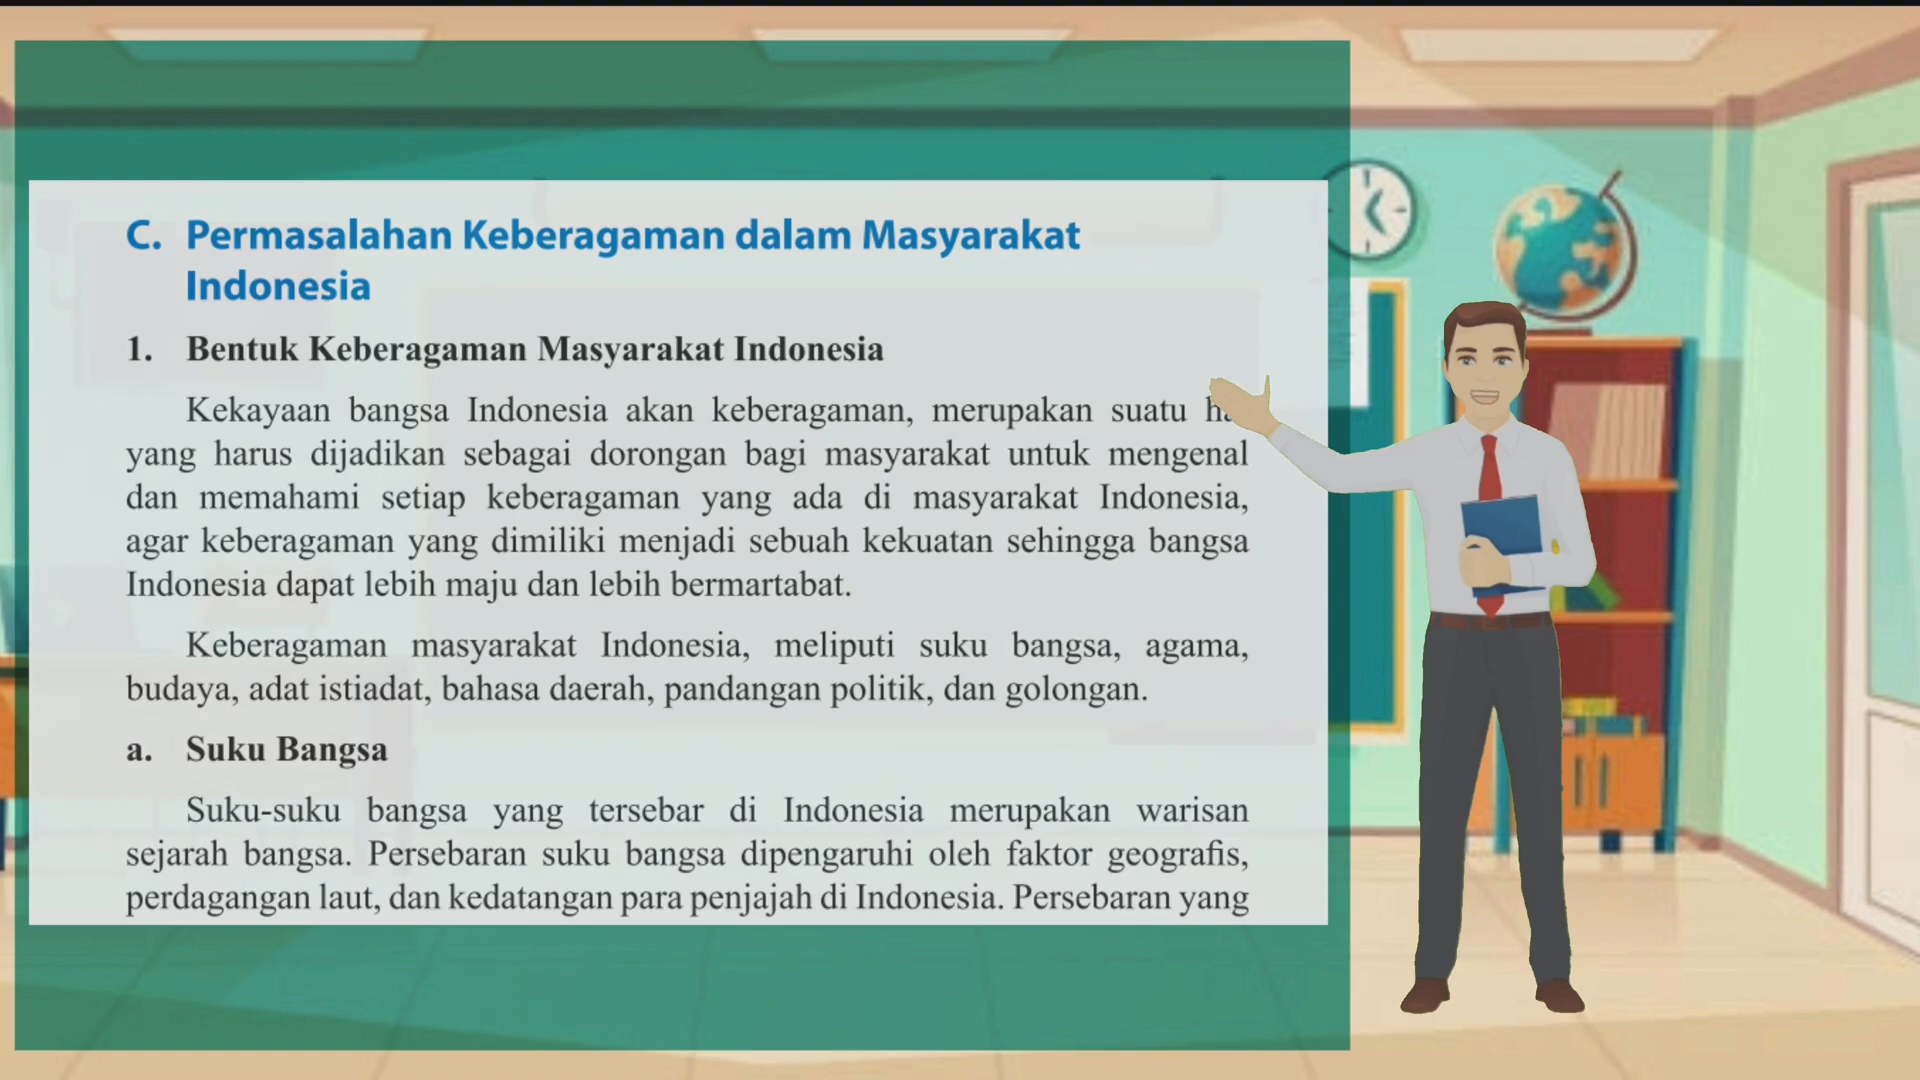 C. Permasalahan Keberagaman dalam Masyarakat
Indonesia
1. Bentuk Keberagaman Masyarakat Indonesia
Kekayaan bangsa Indonesia akan keberagaman, merupakan suatu
yang harus dijadikan sebagai dorongan bagi masyarakat untuk mengenal
dan memahami setiap keberagaman yang ada di masyarakat Indonesia,
agar keberagaman yang dimiliki menjadi sebuah kekuatan sehingga bangsa
Indonesia dapat lebih maju dan lebih bermartabat.
Keberagaman masyarakat Indonesia, meliputi suku bangsa, agama,
budaya, adat istiadat, bahasa daerah, pandangan politik, dan golongan.
a. Suku Bangsa
Suku-suku bangsa yang tersebar di Indonesia merupakan warisan
sejarah bangsa. Persebaran suku bangsa dipengaruhi oleh faktor geografis,
perdagangan laut, dan kedatangan para penjajah di Indonesia. Persebaran yang